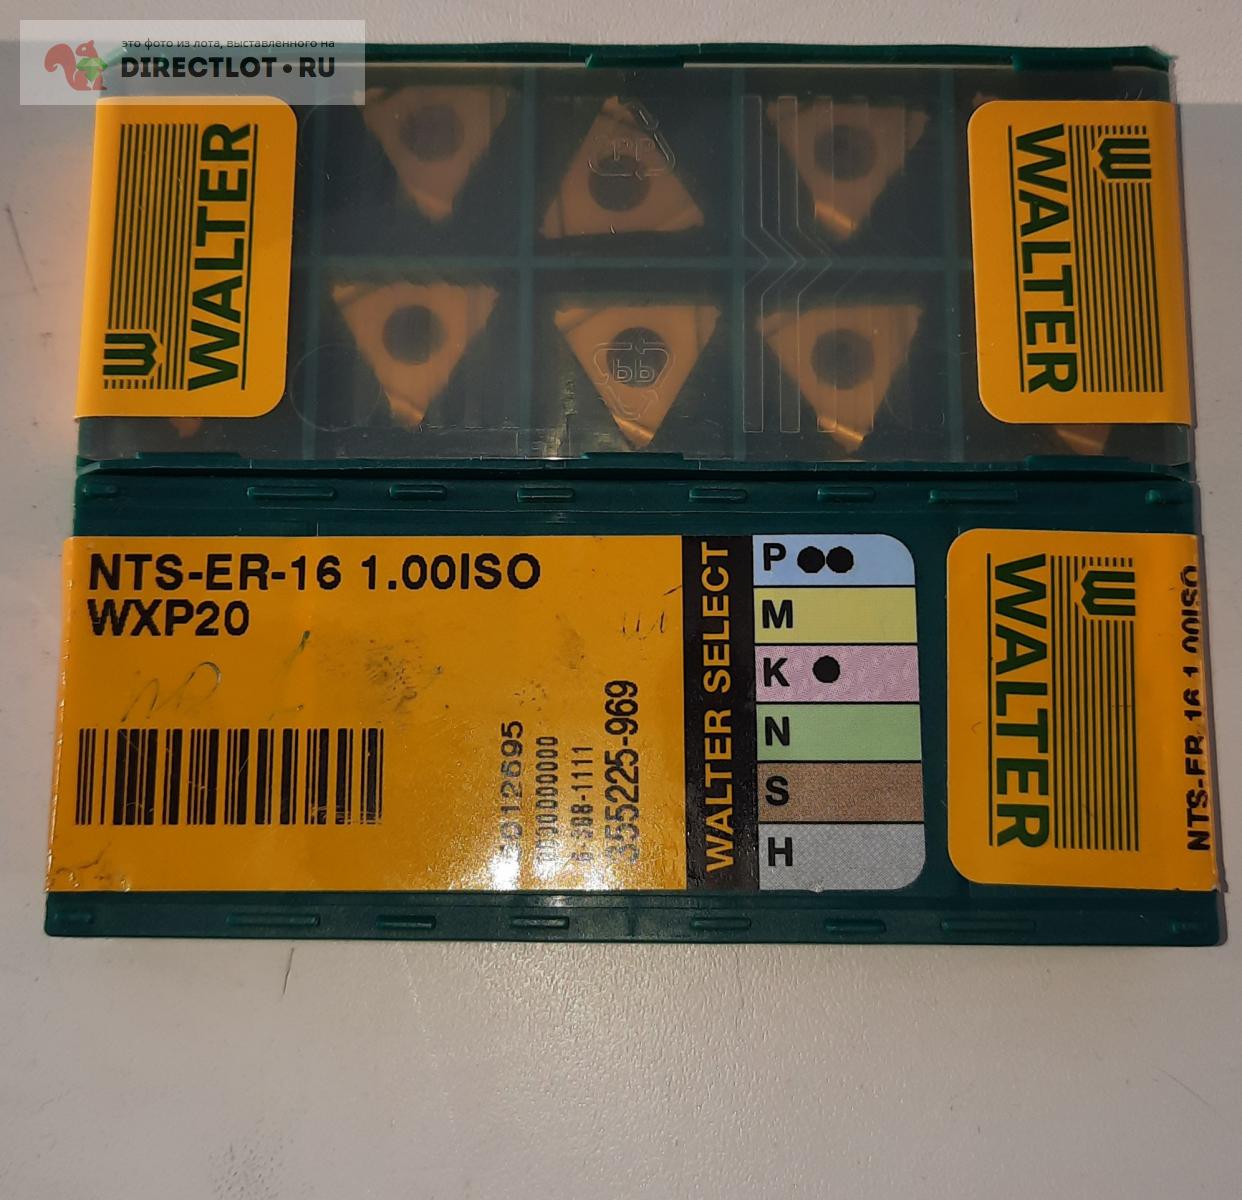 это фото из лота, выставленного на
DIRECTLOT•RU
WALTER
WALTER
NTS-ER-16 1.00ISO
WXP20
355225-969
WALTER SELECT
P
M
K
N
S
H
WALTER
NTS-ER-16 1.00ISO